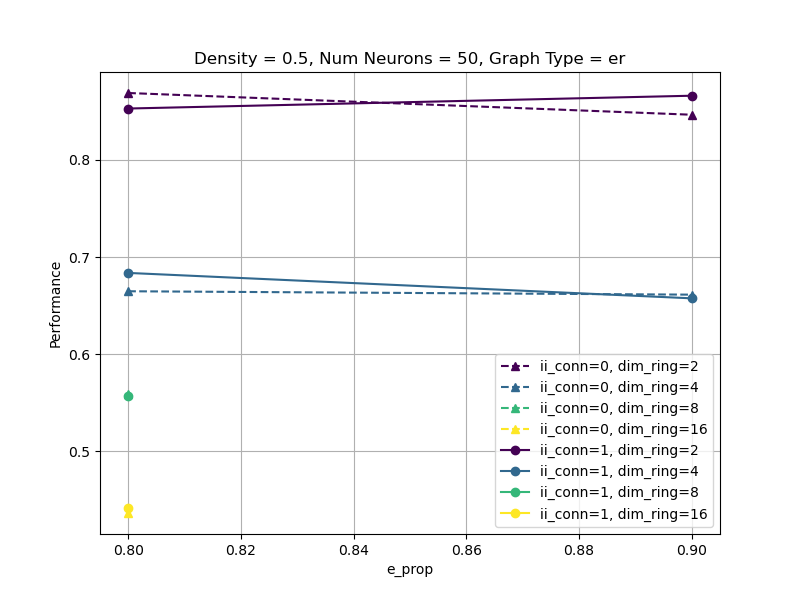 Density = 0.5, Num Neurons = 50, Graph Type = er
Performance
0.8
0.7
0.6
0.5
ii_conn=0, dim_ring=2
ii_conn=0, dim_ring=4
ii_conn=0, dim_ring=8
ii_conn=0, dim_ring=16
ii_conn=1, dim_ring=2
ii_conn=1, dim_ring=4
ii_conn=1, dim_ring=8
ii_conn=1, dim_ring=16
0.80 0.82 0.84 0.86 0.88 0.90
e_prop